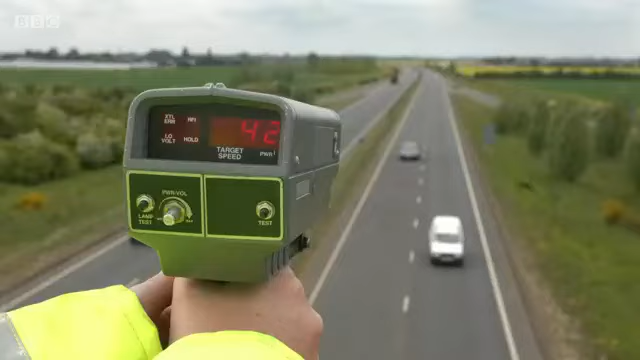 BBC
XTL ERR
RFI
42
LO VOLT
HOLD
TARGET SPEED
PWR
PWR-VOL
LAMP TEST
TEST